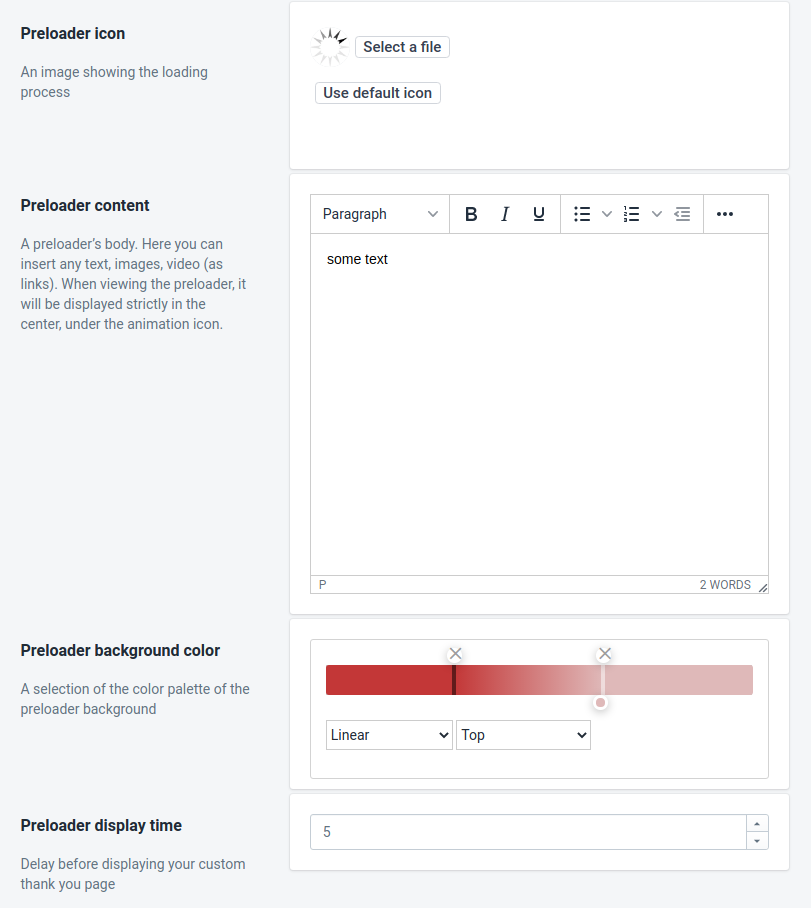 Preloader icon
An image showing the loading
process
Select a file
Use default icon
Preloader content
A preloader’s body. Here you can
insert any text, images, video (as
links). When viewing the preloader, it
will be displayed strictly in the
center, under the animation icon.
Paragraph B I U
some text
P 2 WORDS
Preloader background color
A selection of the color palette of the
preloader background
Linear Top
Preloader display time
Delay before displaying your custom
thank you page
5